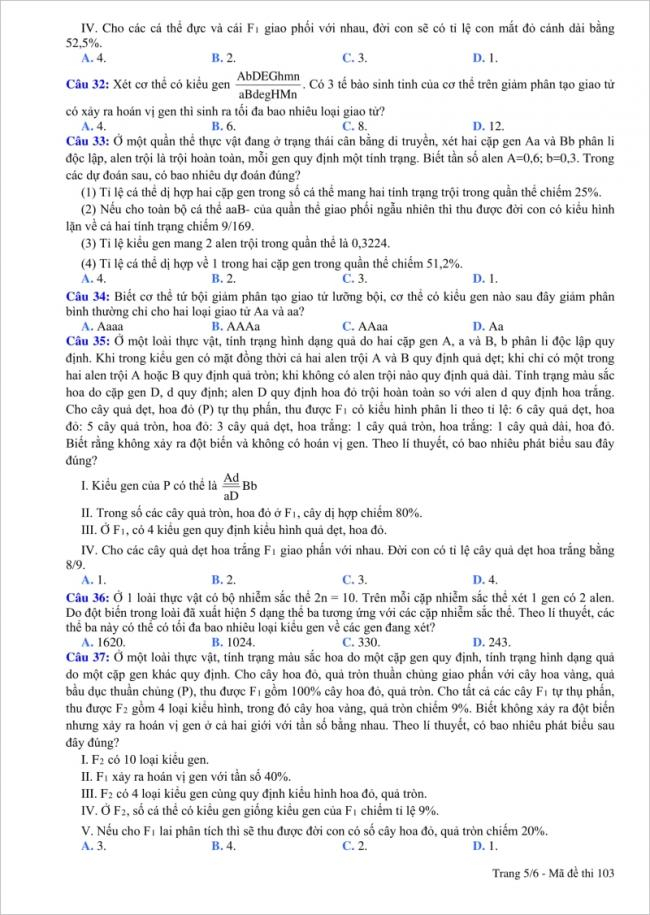 IV. Cho các cá thể đực và cái F1 giao phối với nhau, đời con sẽ có tỉ lệ con mắt đỏ cánh dài bằng
52,5%.
A. 4. B. 2. C. 3. D. 1.
Câu 32: Xét cơ thể có kiểu gen AbDEGhmn/aBdegHMn. Có 3 tế bào sinh tinh của cơ thể trên giảm phân tạo giao tử
có xảy ra hoán vị gen thì sinh ra tối đa bao nhiêu loại giao tử?
A. 4. B. 6. C. 8. D. 12.
Câu 33: Ở một quần thể thực vật đang ở trạng thái cân bằng di truyền, xét hai cặp gen Aa và Bb phân li
độc lập, alen trội là trội hoàn toàn, mỗi gen quy định một tính trạng. Biết tần số alen A=0,6; b=0,3. Trong
các dự đoán sau, có bao nhiêu dự đoán đúng?
(1) Tỉ lệ cá thể dị hợp hai cặp gen trong số cá thể mang hai tính trạng trội trong quần thể chiếm 25%.
(2) Nếu cho toàn bộ cá thể aaB- của quần thể giao phối ngẫu nhiên thì thu được đời con có kiểu hình
lặn về cả hai tính trạng chiếm 9/169.
(3) Tỉ lệ kiểu gen mang 2 alen trội trong quần thể là 0,3224.
(4) Tỉ lệ cá thể dị hợp về 1 trong hai cặp gen trong quần thể chiếm 51,2%.
A. 4. B. 2. C. 3. D. 1.
Câu 34: Biết cơ thể tứ bội giảm phân tạo giao tử lưỡng bội, cơ thể có kiểu gen nào sau đây giảm phân
bình thường chỉ cho hai loại giao tử Aa và aa?
A. Aaaa B. AAAa C. AAaa D. Aa
Câu 35: Ở một loài thực vật, tính trạng hình dạng quả do hai cặp gen A, a và B, b phân li độc lập quy
định. Khi trong kiểu gen có mặt đồng thời cả hai alen trội A và B quy định quả dẹt; khi chỉ có một trong
hai alen trội A hoặc B quy định quả tròn; khi không có alen trội nào quy định quả dài. Tính trạng màu sắc
hoa do cặp gen D, d quy định; alen D quy định hoa đỏ trội hoàn toàn so với alen d quy định hoa trắng.
Cho cây quả dẹt, hoa đỏ (P) tự thụ phấn, thu được F1 có kiểu hình phân li theo tỉ lệ: 6 cây quả dẹt, hoa
đỏ: 5 cây quả tròn, hoa đỏ: 3 cây quả dẹt, hoa trắng: 1 cây quả tròn, hoa trắng: 1 cây quả dài, hoa đỏ.
Biết rằng không xảy ra đột biến và không có hoán vị gen. Theo lí thuyết, có bao nhiêu phát biểu sau đây
đúng?
I. Kiểu gen của P có thể là Ad/aD Bb
II. Trong số các cây quả tròn, hoa đỏ ở F1, cây dị hợp chiếm 80%.
III. Ở F1, có 4 kiểu gen quy định kiểu hình quả dẹt, hoa đỏ.
IV. Cho các cây quả dẹt hoa trắng F1 giao phấn với nhau. Đời con có tỉ lệ cây quả dẹt hoa trắng bằng
8/9.
A. 1. B. 2. C. 3. D. 4.
Câu 36: Ở 1 loài thực vật có bộ nhiễm sắc thể 2n = 10. Trên mỗi cặp nhiễm sắc thể xét 1 gen có 2 alen.
Do đột biến trong loài đã xuất hiện 5 dạng thể ba tương ứng với các cặp nhiễm sắc thể. Theo lí thuyết, các
thể ba này có thể có tối đa bao nhiêu loại kiểu gen về các gen đang xét?
A. 1620. B. 1024. C. 330. D. 243.
Câu 37: Ở một loài thực vật, tính trạng màu sắc hoa do một cặp gen quy định, tính trạng hình dạng quả
do một cặp gen khác quy định. Cho cây hoa đỏ, quả tròn thuần chủng giao phấn với cây hoa vàng, quả
bầu dục thuần chủng (P), thu được F1 gồm 100% cây hoa đỏ, quả tròn. Cho tất cả các cây F1 tự thụ phấn,
thu được F2 gồm 4 loại kiểu hình, trong đó cây hoa vàng, quả tròn chiếm 9%. Biết không xảy ra đột biến
nhưng xảy ra hoán vị gen ở cả hai giới với tần số bằng nhau. Theo lí thuyết, có bao nhiêu phát biểu sau
đây đúng?
I. F2 có 10 loại kiểu gen.
II. F1 xảy ra hoán vị gen với tần số 40%.
III. F2 có 4 loại kiểu gen cùng quy định kiểu hình hoa đỏ, quả tròn.
IV. Ở F2, số cá thể có kiểu gen giống kiểu gen của F1 chiếm tỉ lệ 9%.
V. Nếu cho F1 lai phân tích thì sẽ thu được đời con có số cây hoa đỏ, quả tròn chiếm 20%.
A. 3. B. 4. C. 2. D. 1.
Trang 5/6 - Mã đề thi 103